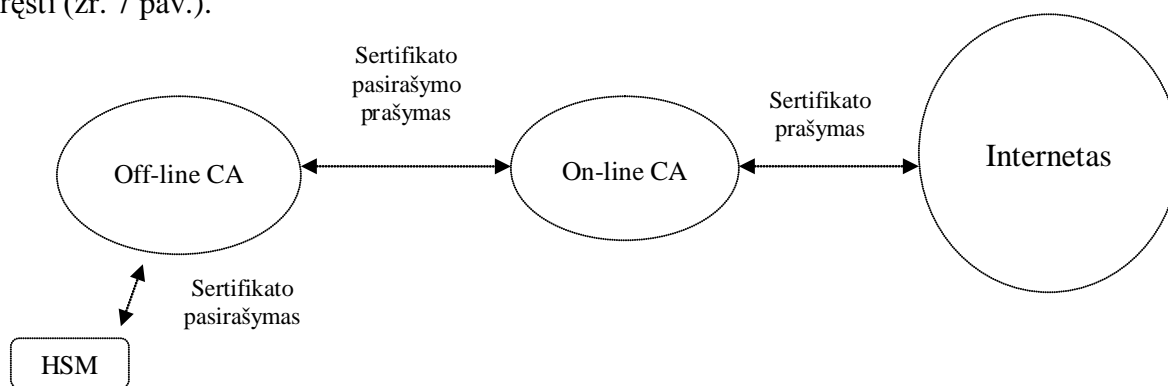 ręsti (žr. 7 pav.).
Sertifikato
pasirašymo
prašymas
Sertifikato
prašymas
Off-line CA
On-line CA
Internetas
Sertifikato
pasirašymas
HSM